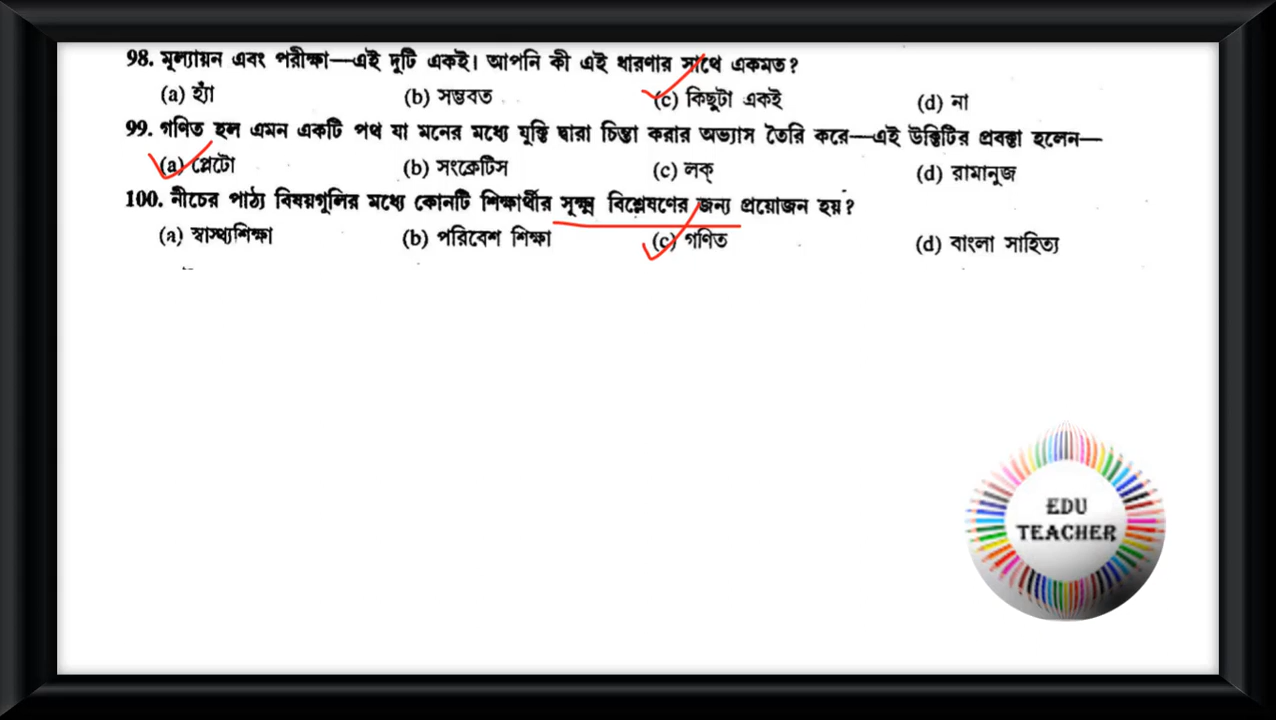 98. মূল্যায়ন এবং পরীক্ষা—এই দুটি একই। আপনি কী এই ধারণার সাথে একমত?
(a) হ্যাঁ (b) সম্ভবত (c) কিছুটা একই (d) না
99. গণিত হল এমন একটি পথ যা মনের মধ্যে যুক্তি দ্বারা চিন্তা করার অভ্যাস তৈরি করে—এই উক্তিটির প্রবক্তা হলেন—
(a) প্লেটো (b) সংক্রেটিস (c) লক্ (d) রামানুজ
100. নীচের পাঠ্য বিষয়গুলির মধ্যে কোনটি শিক্ষার্থীর সূক্ষ্ম বিশ্লেষণের জন্য প্রয়োজন হয়?
(a) স্বাস্থ্যশিক্ষা (b) পরিবেশ শিক্ষা (c) গণিত (d) বাংলা সাহিত্য
EDU
TEACHER